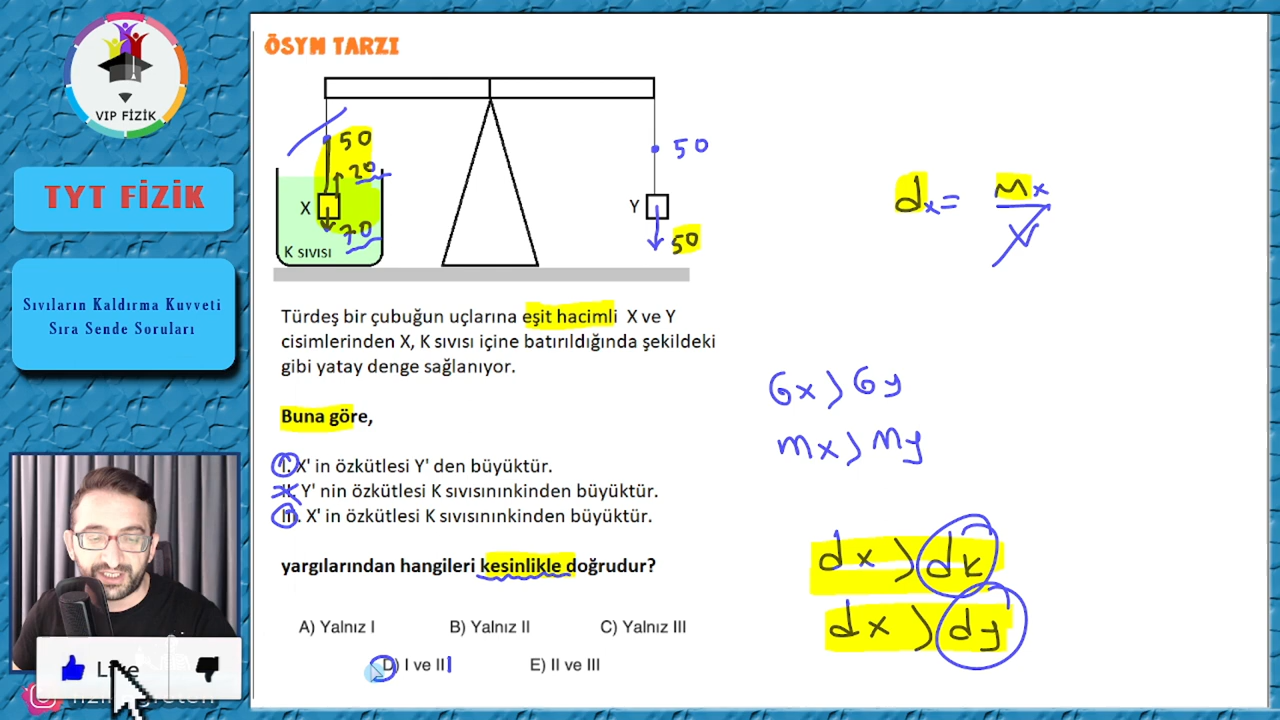 VIP FİZİK
TYT FİZİK
Sıvıların Kaldırma Kuvveti
Sıra Sende Soruları
ÖSYM TARZI
50
20
X
70
K SIVISI
50
Y
50
dx = mx
V
Türdeş bir çubuğun uçlarına eşit hacimli X ve Y
cisimlerinden X, K sıvısı içine batırıldığında şekildeki
gibi yatay denge sağlanıyor.
Buna göre,
I. X' in özkütlesi Y' den büyüktür.
II. Y' nin özkütlesi K sıvısınınkinden büyüktür.
III. X' in özkütlesi K sıvısınınkinden büyüktür.
yargılarından hangileri kesinlikle doğrudur?
A) Yalnız I B) Yalnız II C) Yalnız III
D) I ve III E) II ve III
Gx > Gy
mx > my
dx > dk
dx > dy
Like